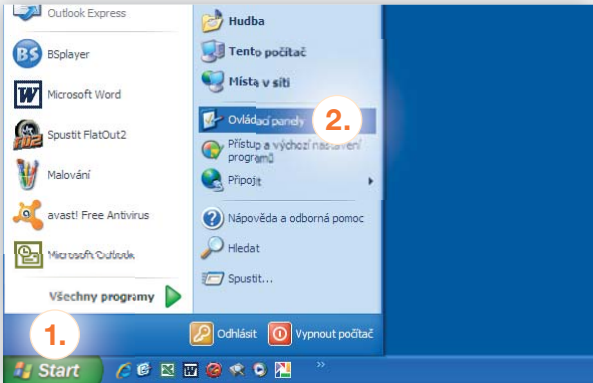 Outlook Express
BSplayer
Microsoft Word
Spustit FlatOut2
Malování
avast! Free Antivirus
Microsoft Outlook
Všechny programy
Hudba
Tento počítač
Místa v síti
Ovládací panely
2.
Přístup a výchozí nastavení
programů
Připojit
Nápověda a odborná pomoc
Hledat
Spustit...
1.
Odhlásit
Vypnout počítač
Start